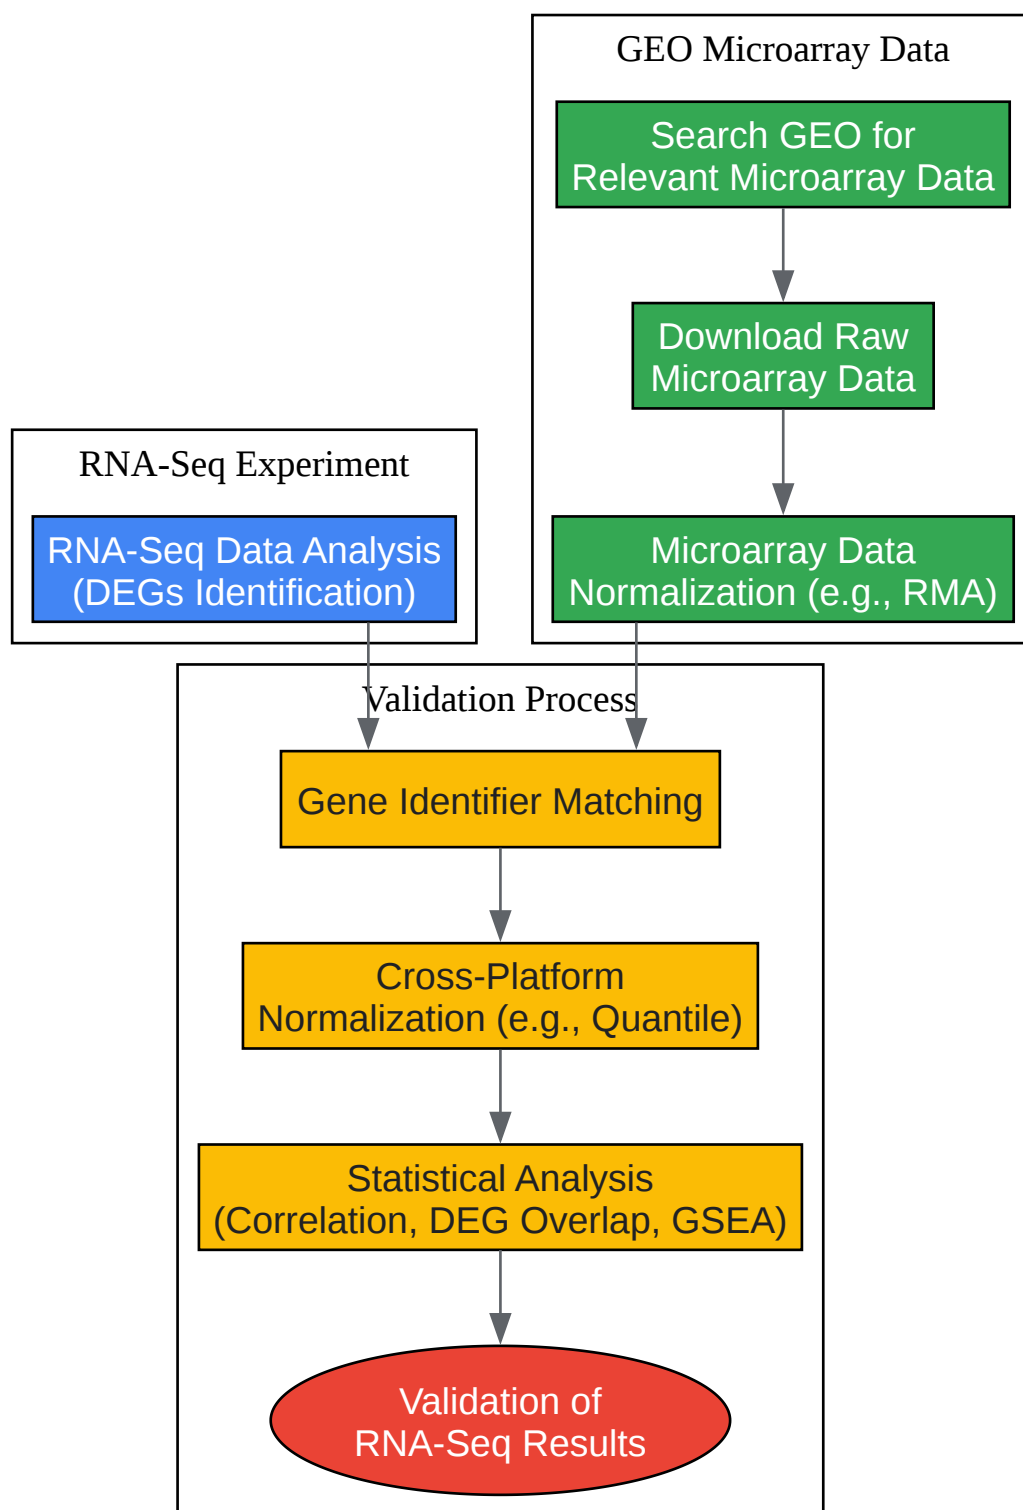 GEO Microarray Data
Search GEO for
Relevant Microarray Data
Download Raw
Microarray Data
RNA-Seq Experiment
RNA-Seq Data Analysis
(DEGs Identification)
Microarray Data
Normalization (e.g., RMA)
Validation Process
Gene Identifier Matching
Cross-Platform
Normalization (e.g., Quantile)
Statistical Analysis
(Correlation, DEG Overlap, GSEA)
Validation of
RNA-Seq Results